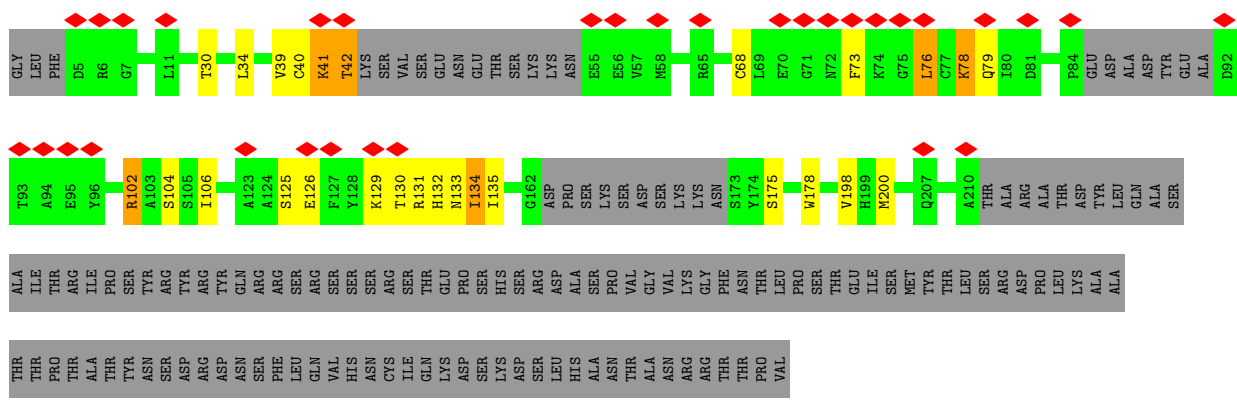 GLY LEU PHE D5 R6 G7 L11 T30 L34 V39 C40 K41 T42 LYS SER VAL SER GLU ASN GLU THR SER LYS LYS ASN E55 E56 V57 M58 R65 C68 L69 E70 G71 N72 F73 K74 G75 L76 C77 K78 Q79 I80 D81 P84 GLU ASP ALA ASP TYR GLU ALA D92
T93 A94 E95 Y96 R102 A103 S104 S105 I106 A123 A124 S125 E126 F127 Y128 K129 T130 R131 H132 N133 I134 I135 G162 ASP PRO SER LYS SER ASP SER LYS LYS ASN S173 Y174 S175 W178 V198 H199 M200 Q207 A210 THR ALA ARG ALA THR ASP TYR LEU GLN ALA SER
ALA ILE THR ARG ILE PRO SER TYR ARG TYR ARG TYR GLN ARG ARG SER GLU ARG SER SER SER ARG SER THR GLU PRO SER HIS SER ARG ASP ALA SER PRO VAL GLY VAL LYS GLY PHE ASN THR LEU PRO SER THR GLU ILE SER MET TYR THR LEU SER ARG ASP PRO LEU LYS ALA ALA
THR THR PRO THR ALA THR TYR ASN SER ASP ARG ASP ASN SER PHE LEU GLN VAL HIS ASN CYS ILE GLN LYS ASP SER LYS ASP SER LEU HIS ALA ASN THR ALA ASN ARG ARG THR THR PRO VAL